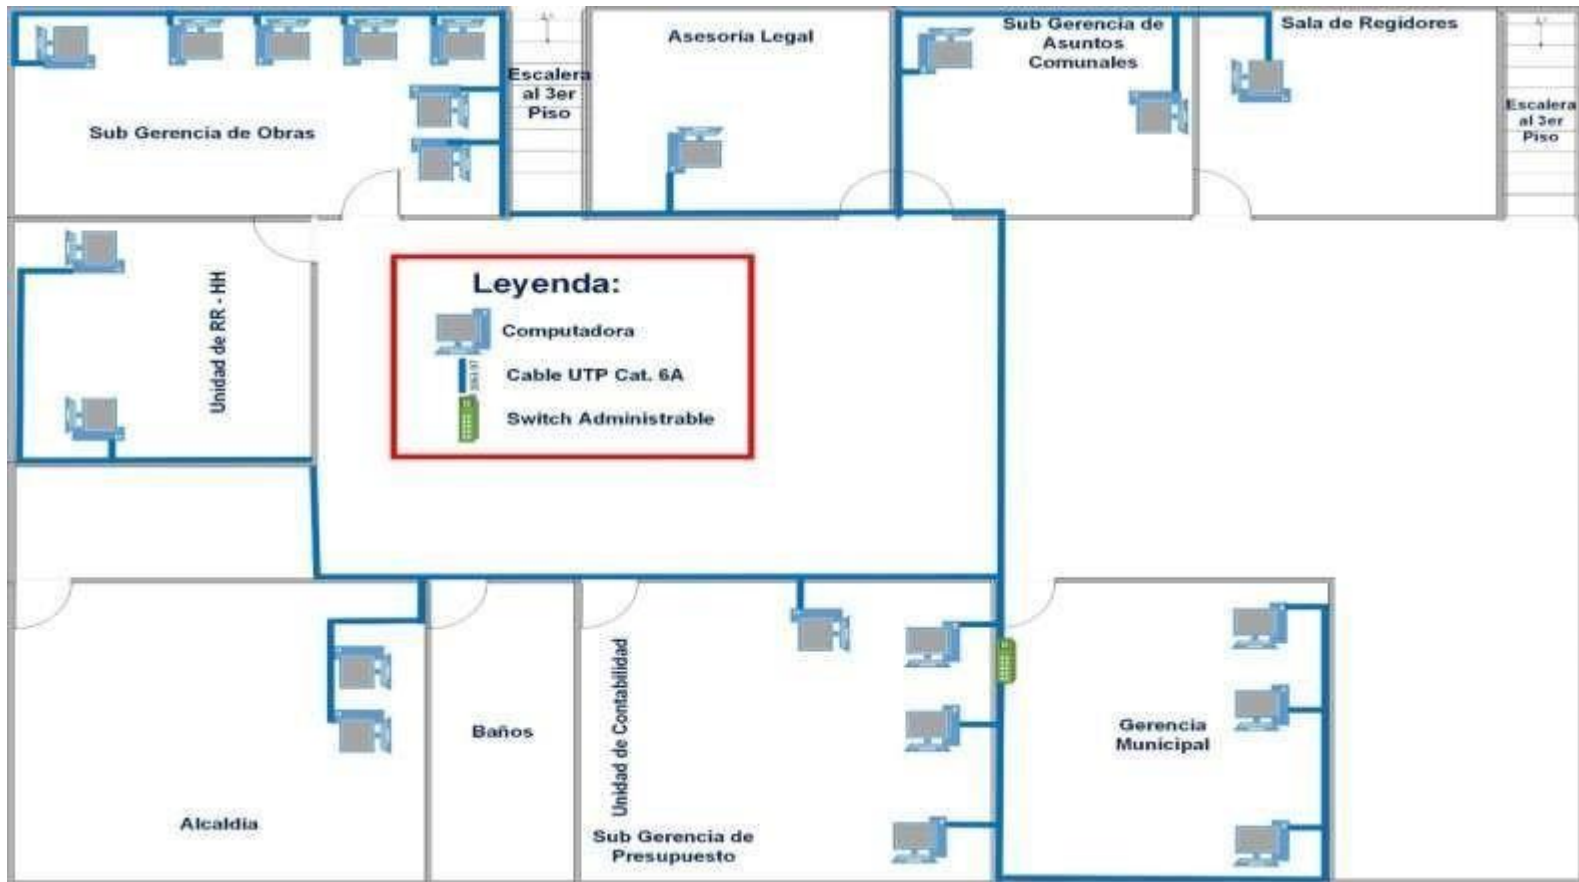 Sub Gerencia de Obras
Escalera
al 3er
Piso
Asesoría Legal
Sub Gerencia de
Asuntos
Comunales
Sala de Regidores
Escalera
al 3er
Piso
Unidad de RR - HH
Leyenda:
Computadora
Cable UTP Cat. 6A
Switch Administrable
Alcaldía
Baños
Unidad de Contabilidad
Sub Gerencia de
Presupuesto
Gerencia
Municipal